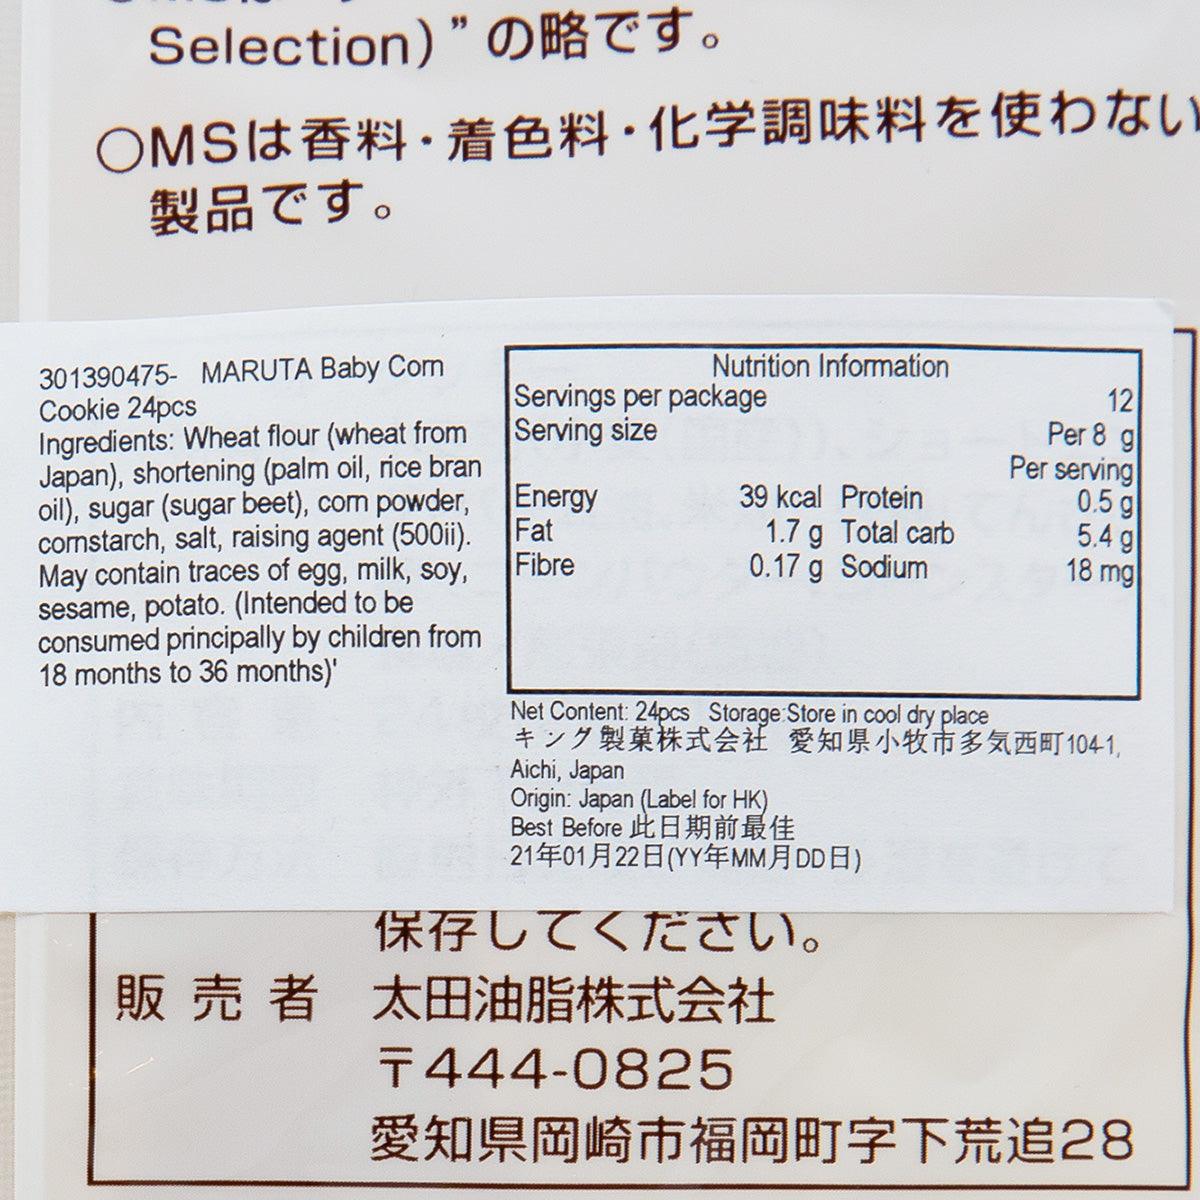 Selection)”の略です。
○MSは香料・着色料・化学調味料を使わない
製品です。
301390475- MARUTA Baby Corn
Cookie 24pcs
Ingredients: Wheat flour (wheat from
Japan), shortening (palm oil, rice bran
oil), sugar (sugar beet), corn powder,
cornstarch, salt, raising agent (500ii).
May contain traces of egg, milk, soy,
sesame, potato. (Intended to be
consumed principally by children from
18 months to 36 months)'
Nutrition Information
Servings per package 12
Serving size Per 8 g
Per serving
Energy 39 kcal Protein 0.5 g
Fat 1.7 g Total carb 5.4 g
Fibre 0.17 g Sodium 18 mg
Net Content: 24pcs Storage:Store in cool dry place
キング製菓株式会社 愛知県小牧市多気西町104-1,
Aichi, Japan
Origin: Japan (Label for HK)
Best Before 此日期前最佳
21年01月22日(YY年MM月DD日)
保存してください。
販売者 太田油脂株式会社
〒444-0825
愛知県岡崎市福岡町字下荒追28